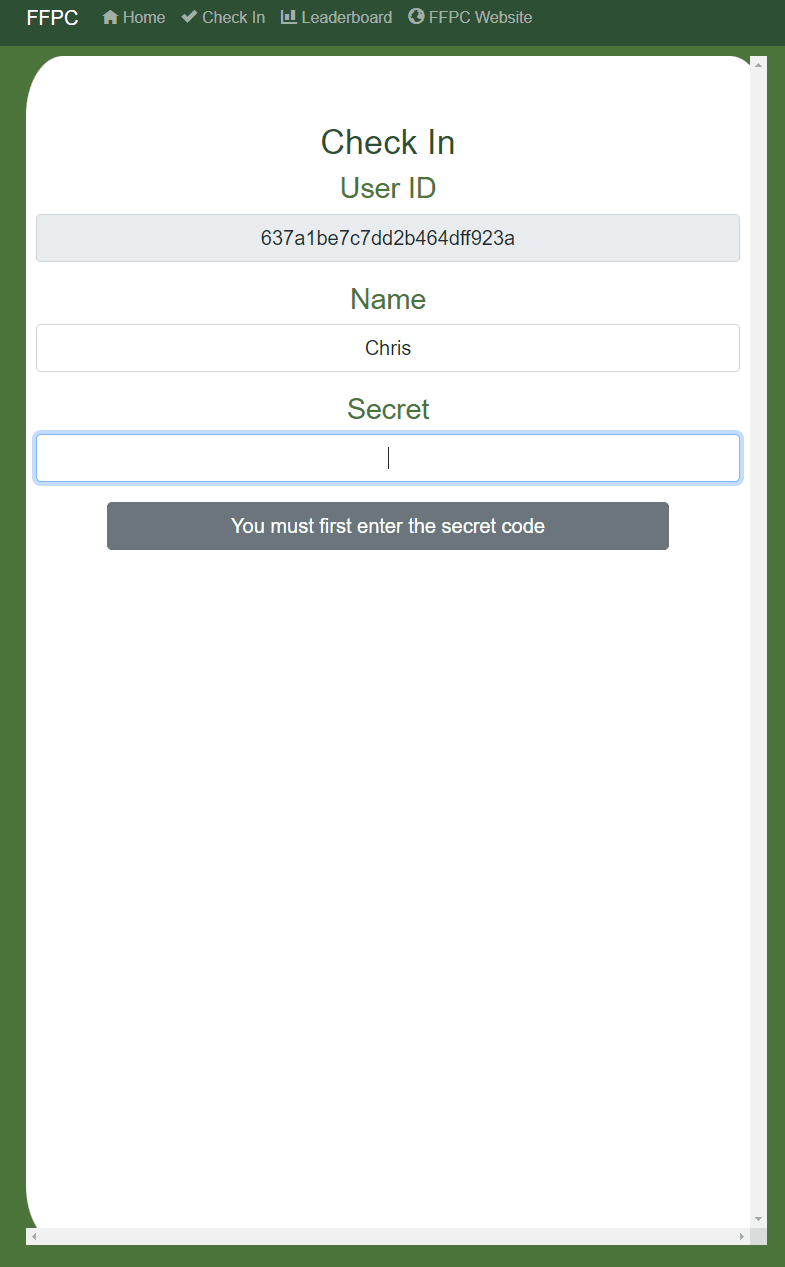 FFPC Home Check In Leaderboard FFPC Website
Check In
User ID
637a1be7c7dd2b464dff923a
Name
Chris
Secret
You must first enter the secret code